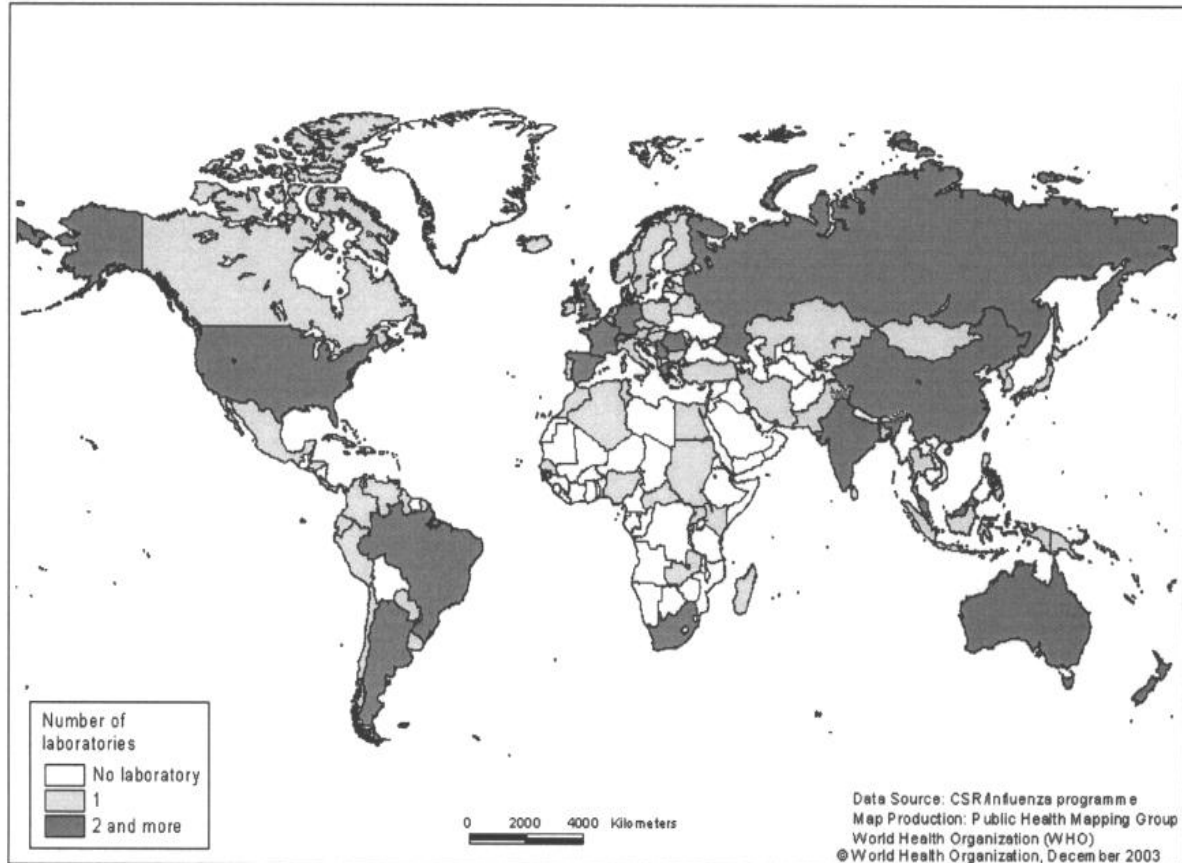 Number of
laboratories
No laboratory
1
2 and more
0 2000 4000 Kilometers
Data Source: CSR/Influenza programme
Map Production: Public Health Mapping Group
World Health Organization (WHO)
© World Health Organization, December 2003